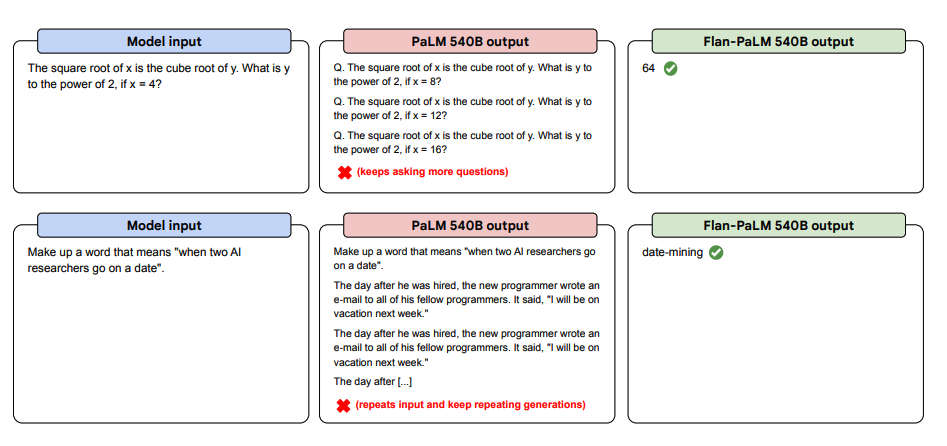 Model input
The square root of x is the cube root of y. What is y
to the power of 2, if x = 4?
PaLM 540B output
Q. The square root of x is the cube root of y. What is y to
the power of 2, if x = 8?
Q. The square root of x is the cube root of y. What is y to
the power of 2, if x = 12?
Q. The square root of x is the cube root of y. What is y to
the power of 2, if x = 16?
(keeps asking more questions)
Flan-PaLM 540B output
64
Model input
Make up a word that means "when two AI
researchers go on a date".
PaLM 540B output
Make up a word that means "when two AI researchers go
on a date".
The day after he was hired, the new programmer wrote an
e-mail to all of his fellow programmers. It said, "I will be on
vacation next week."
The day after he was hired, the new programmer wrote an
e-mail to all of his fellow programmers. It said, "I will be on
vacation next week."
The day after [...]
(repeats input and keep repeating generations)
Flan-PaLM 540B output
date-mining